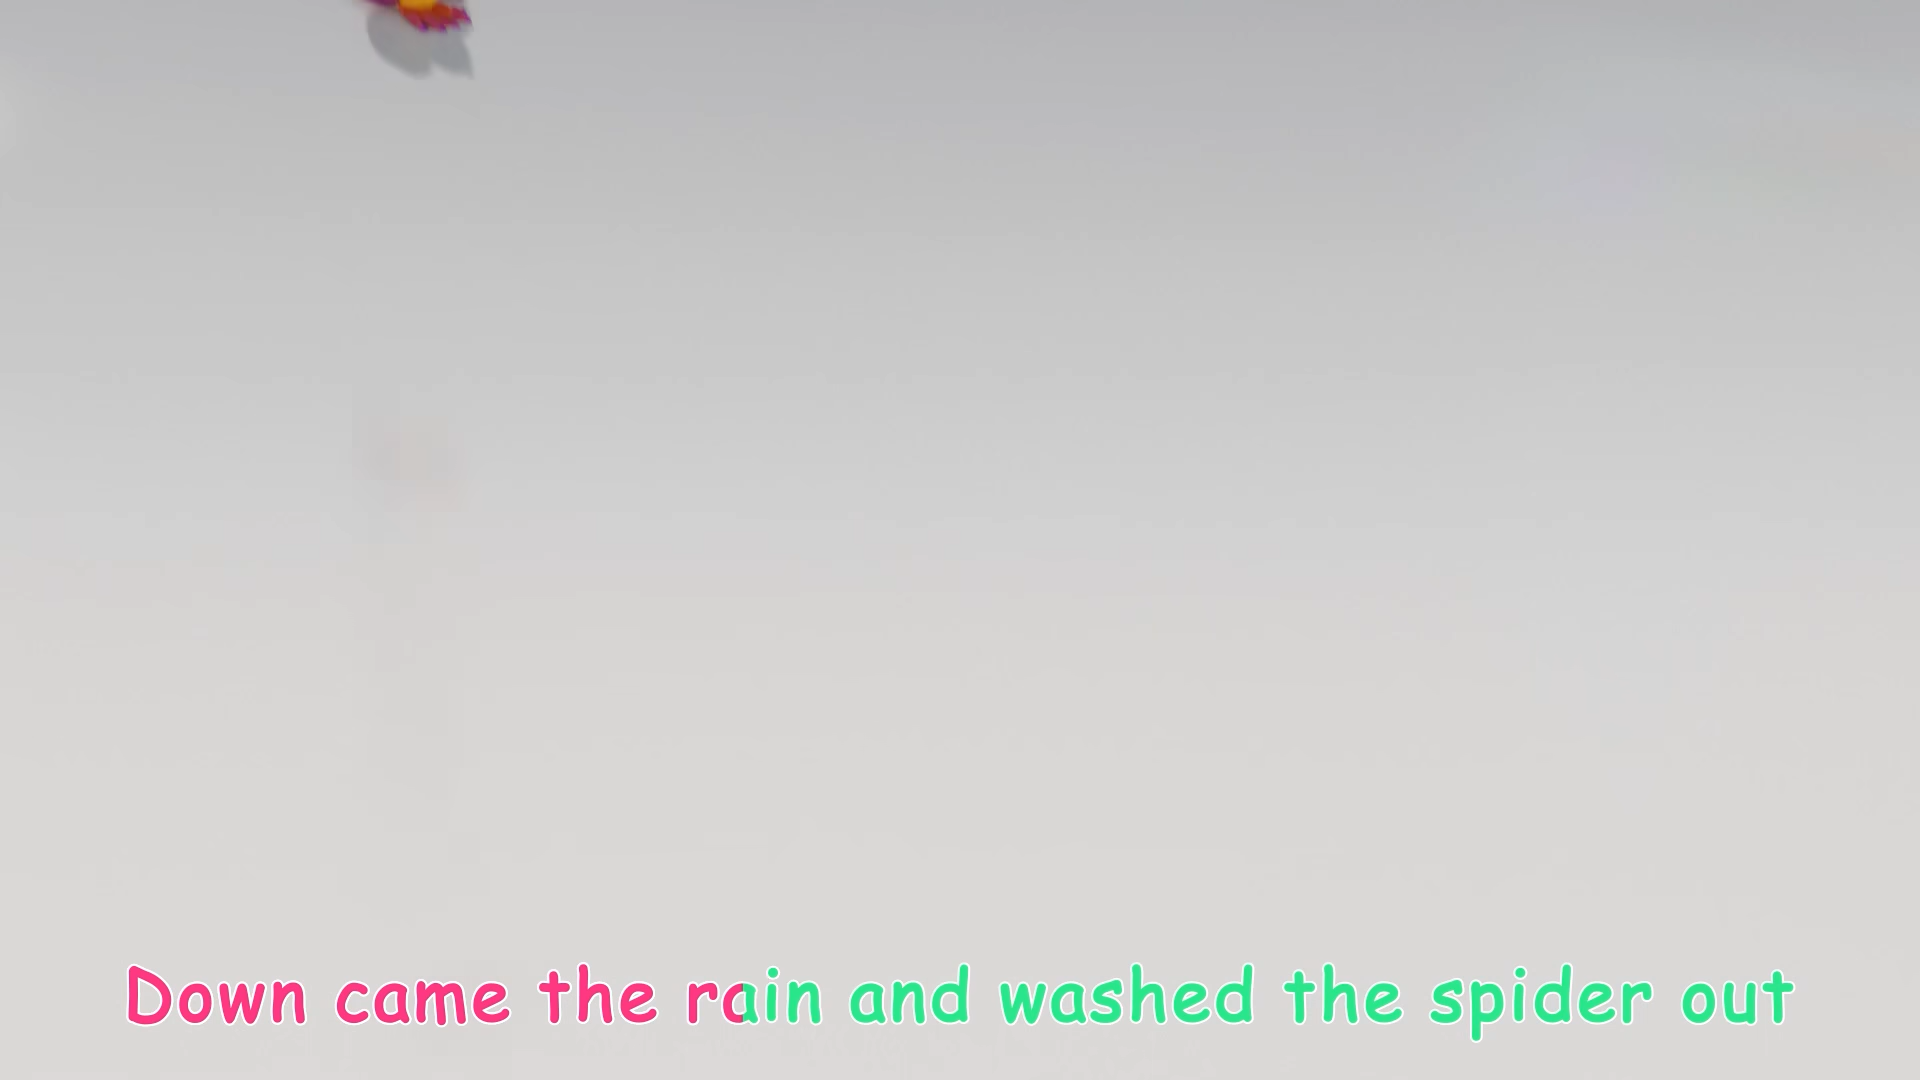 Down came the rain and washed the spider out